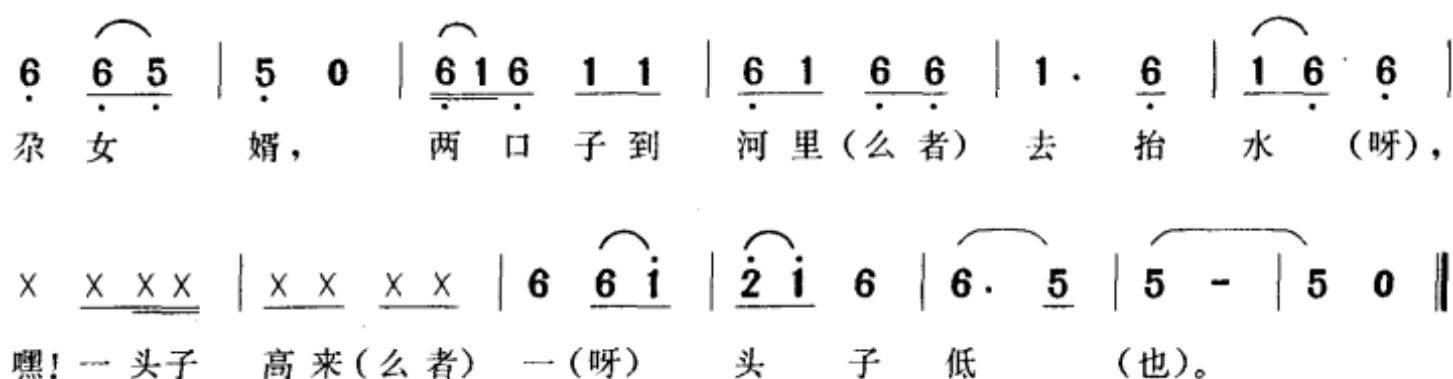 6 6 5 | 5 0 | 6 1 6 1 1 | 6 1 6 6 | 1 . 6 | 1 6 6 |
尕 女 婿， 两 口 子 到 河 里（么 者） 去 抬 水 （呀），
X X X X | X X X X | 6 6 1 | 2 1 6 | 6 . 5 | 5 - | 5 0 ‖
嘿！一 头子 高 来（么 者） 一（呀） 头 子 低 （也）。